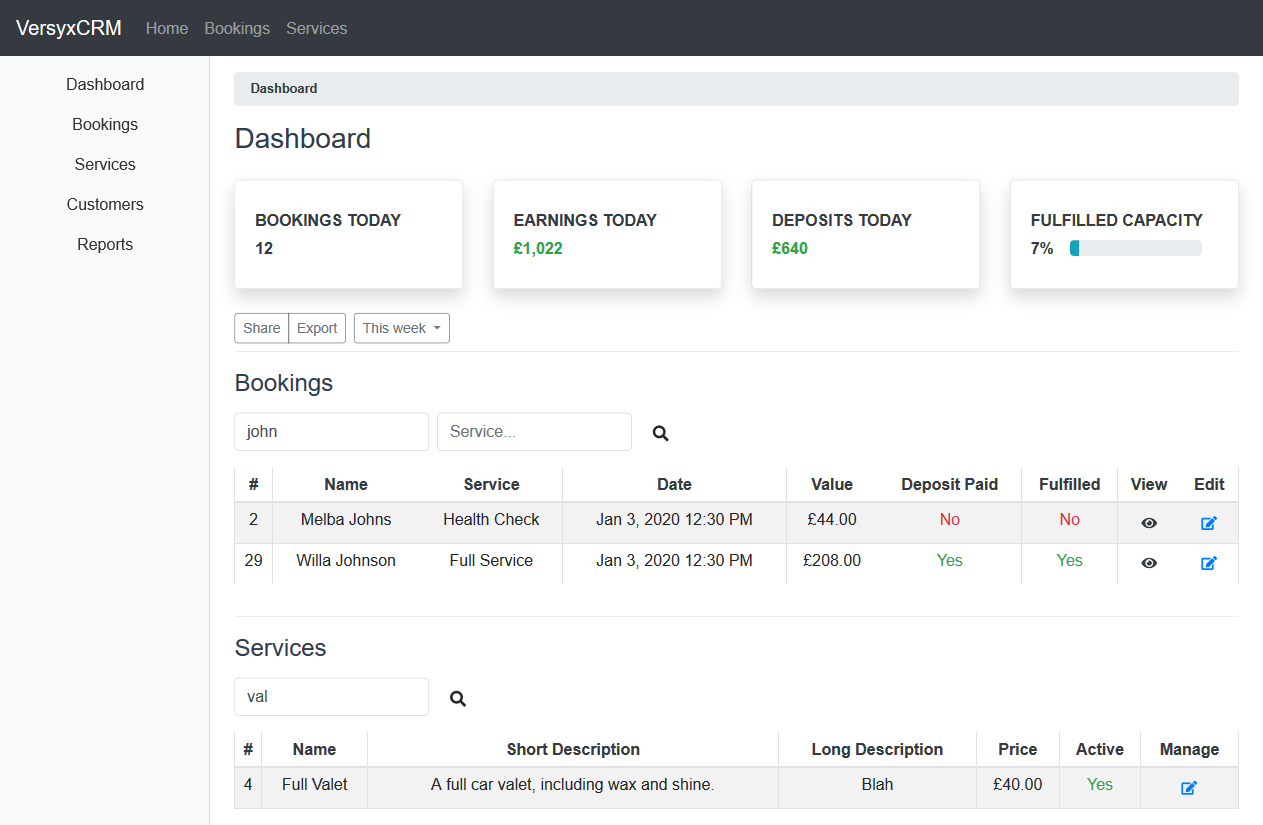 VersyxCRM Home Bookings Services
Dashboard
Bookings
Services
Customers
Reports
Dashboard
Dashboard
BOOKINGS TODAY
12
EARNINGS TODAY
£1,022
DEPOSITS TODAY
£640
FULFILLED CAPACITY
7%
Share Export This week
Bookings
john Service...
# Name Service Date Value Deposit Paid Fulfilled View Edit
2 Melba Johns Health Check Jan 3, 2020 12:30 PM £44.00 No No
29 Willa Johnson Full Service Jan 3, 2020 12:30 PM £208.00 Yes Yes
Services
val
# Name Short Description Long Description Price Active Manage
4 Full Valet A full car valet, including wax and shine. Blah £40.00 Yes